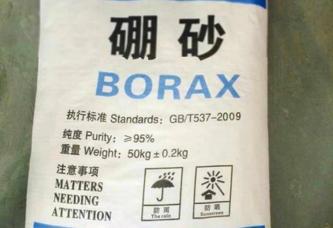 硼砂
BORAX
执行标准 Standards: GB/T537-2009
纯度 Purity: ≥95%
重量 Weight: 50kg±0.2kg
注意事项
MATTERS
NEEDING
ATTENTION
防雨
The rain
防晒
Sunscreen